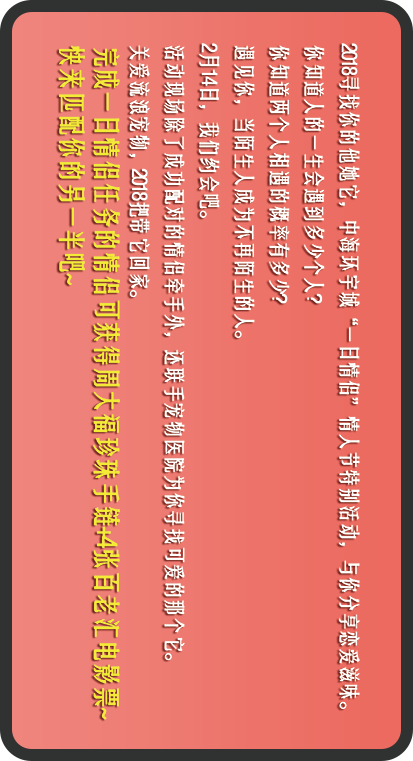 2018寻找你的他她它，中海环宇城“一日情侣”情人节特别活动，与你分享恋爱滋味。
你知道人的一生会遇到多少个人？
你知道两个人相遇的概率有多少？
遇见你，当陌生人成为不再陌生的人。
2月14日，我们约会吧。
活动现场除了成功配对的情侣牵手外，还联手宠物医院为你寻找可爱的那个它。
关爱流浪宠物，2018把带它回家。
完成一日情侣任务的情侣可获得周大福珍珠手链+4张百老汇电影票~
快来匹配你的另一半吧~